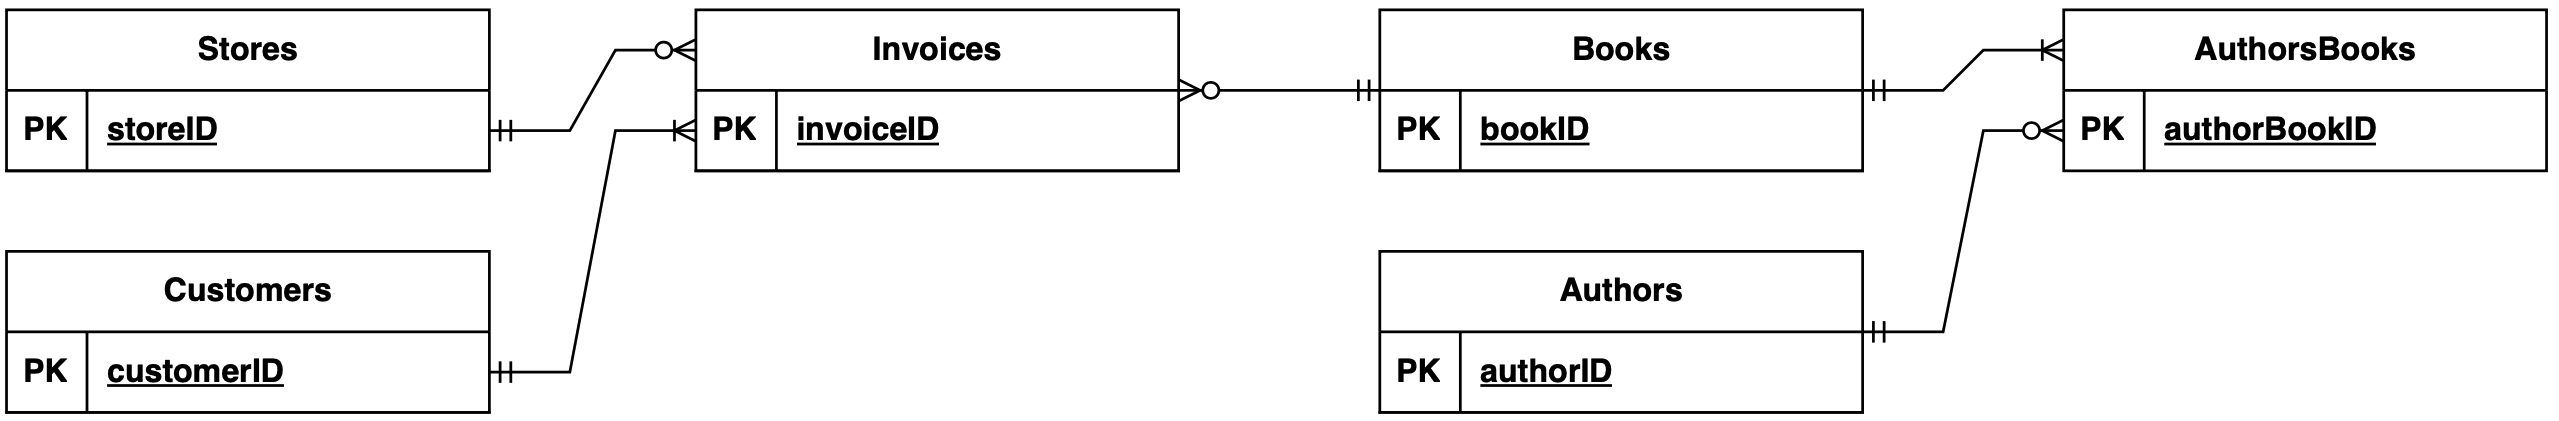 Stores
PK storeID
Invoices
PK invoiceID
Books
PK bookID
AuthorsBooks
PK authorBookID
Customers
PK customerID
Authors
PK authorID